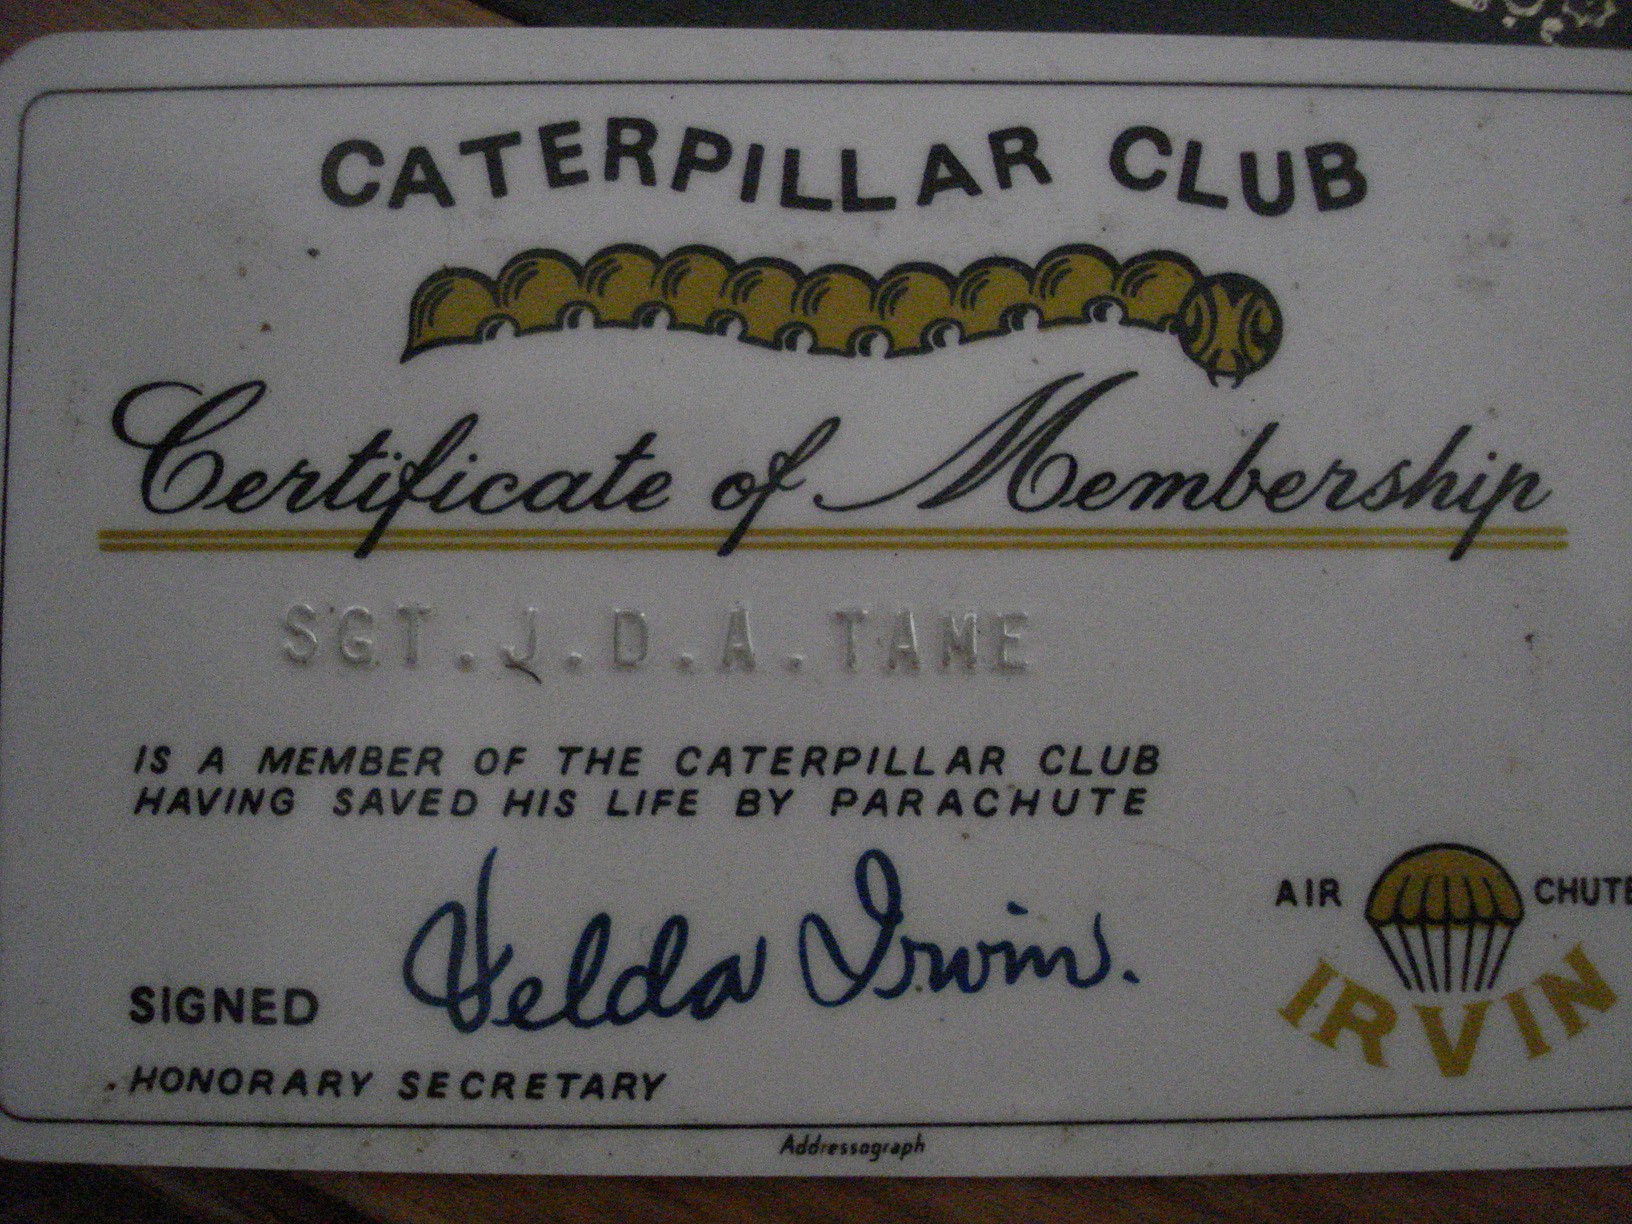 CATERPILLAR CLUB
Certificate of Membership
SGT.J.D.A.TAME
IS A MEMBER OF THE CATERPILLAR CLUB
HAVING SAVED HIS LIFE BY PARACHUTE
SIGNED Velda Irvin.
HONORARY SECRETARY
AIR CHUTE
IRVIN
Addressograph